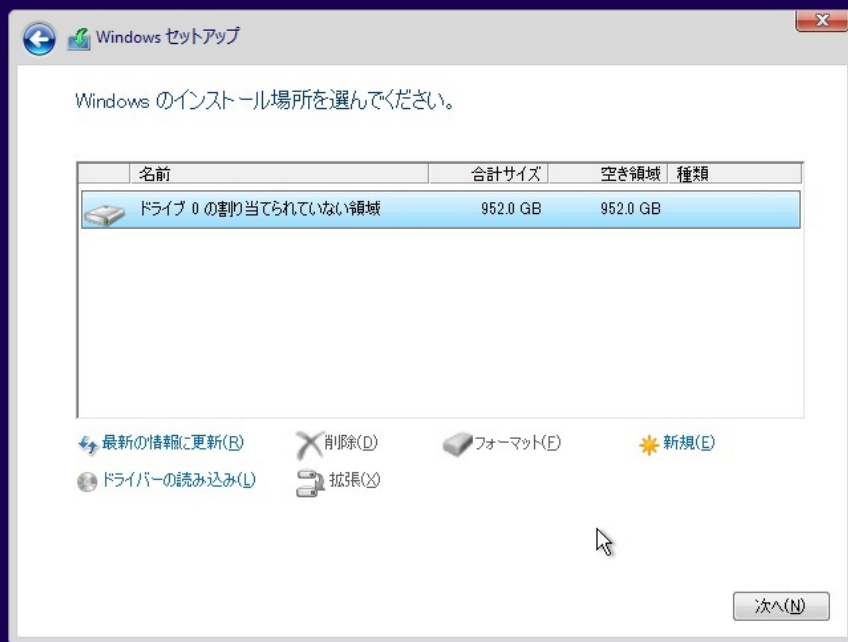 Windows セットアップ
Windows のインストール場所を選んでください。
名前 合計サイズ 空き領域 種類
ドライブ 0 の割り当てられていない領域 952.0 GB 952.0 GB
最新の情報に更新(R) 削除(D) フォーマット(F) 新規(E)
ドライバーの読み込み(L) 拡張(X)
次へ(N)